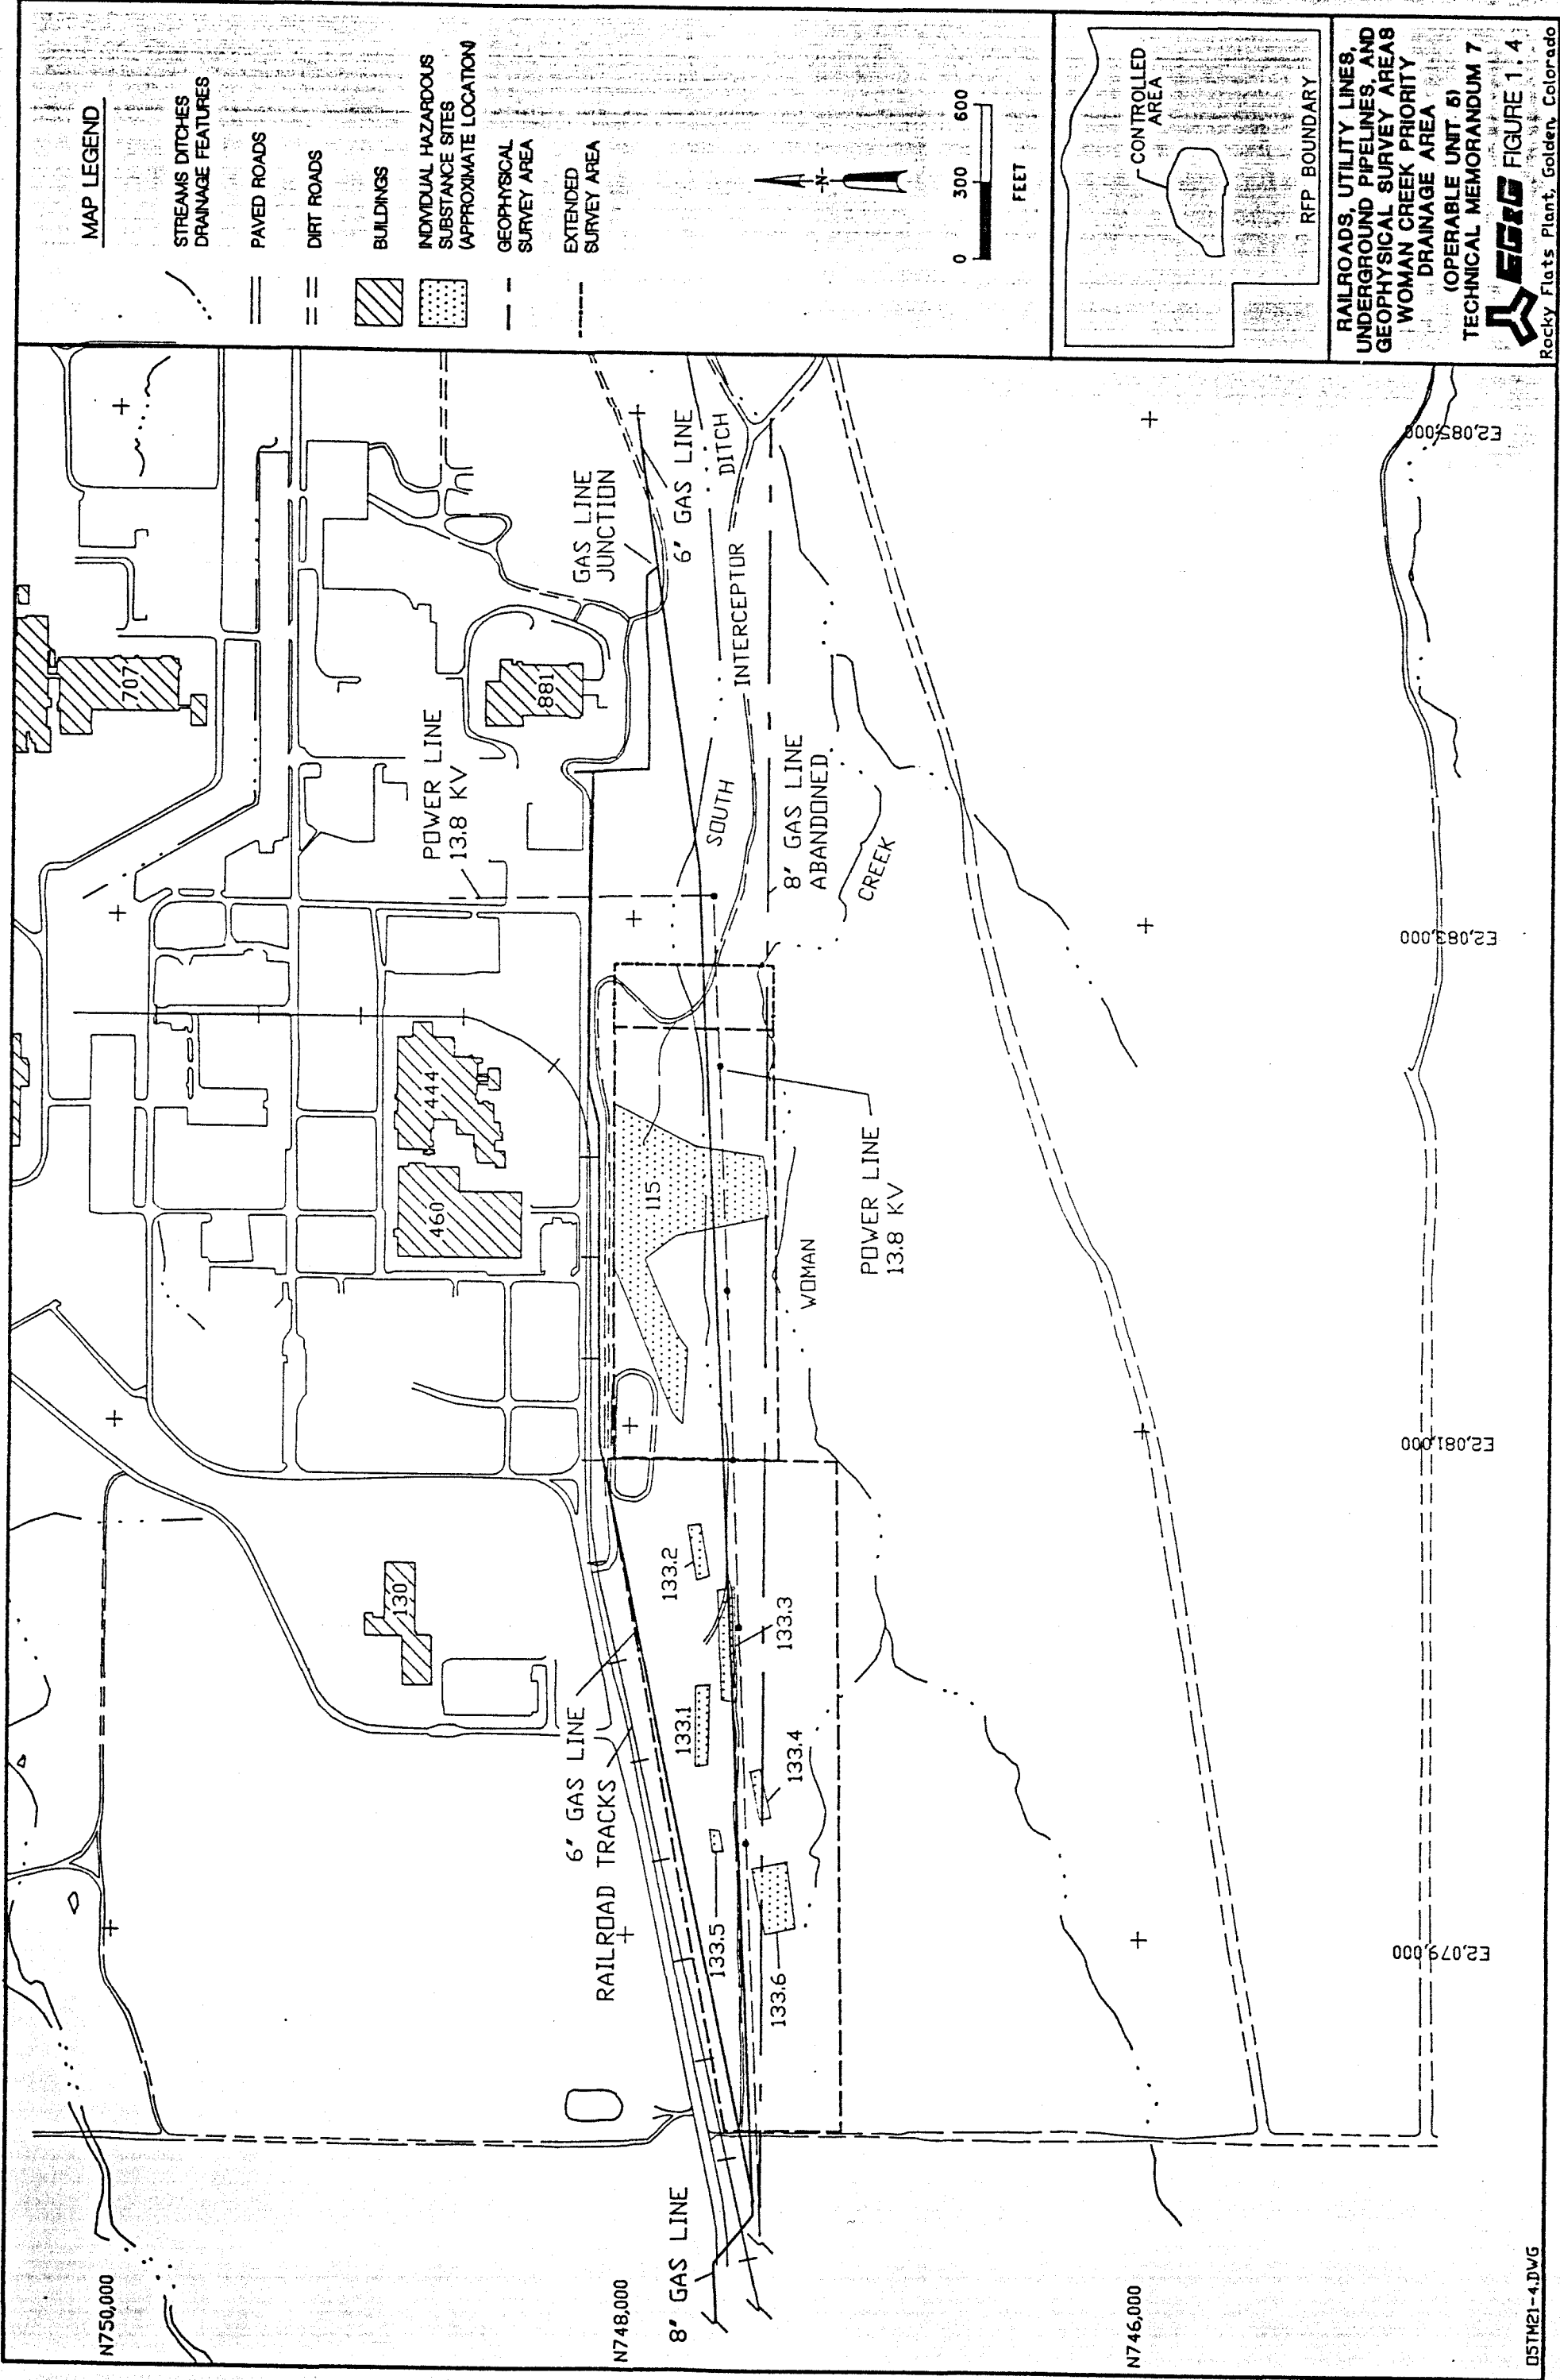 MAP LEGEND
STREAMS DITCHES
DRAINAGE FEATURES
PAVED ROADS
DIRT ROADS
BUILDINGS
INDIVIDUAL HAZARDOUS
SUBSTANCE SITES
(APPROXIMATE LOCATION)
GEOPHYSICAL
SURVEY AREA
EXTENDED
SURVEY AREA
-N-
0 300 600
FEET
CONTROLLED
AREA
RFP BOUNDARY
RAILROADS, UTILITY LINES,
UNDERGROUND PIPELINES, AND
GEOPHYSICAL SURVEY AREAS
WOMAN CREEK PRIORITY
DRAINAGE AREA
(OPERABLE UNIT 5)
TECHNICAL MEMORANDUM 7
EG&G FIGURE 1.4
Rocky Flats Plant, Golden, Colorado
N750,000
N748,000
N746,000
E2,079,000
E2,081,000
E2,083,000
E2,085,000
707
881
444
460
130
115
POWER LINE
13.8 KV
GAS LINE
JUNCTION
6' GAS LINE
SOUTH
INTERCEPTOR
DITCH
8' GAS LINE
ABANDONED
CREEK
WOMAN
POWER LINE
13.8 KV
6' GAS LINE
RAILROAD TRACKS
8' GAS LINE
133.1
133.2
133.3
133.4
133.5
133.6
05TM21-4.DWG